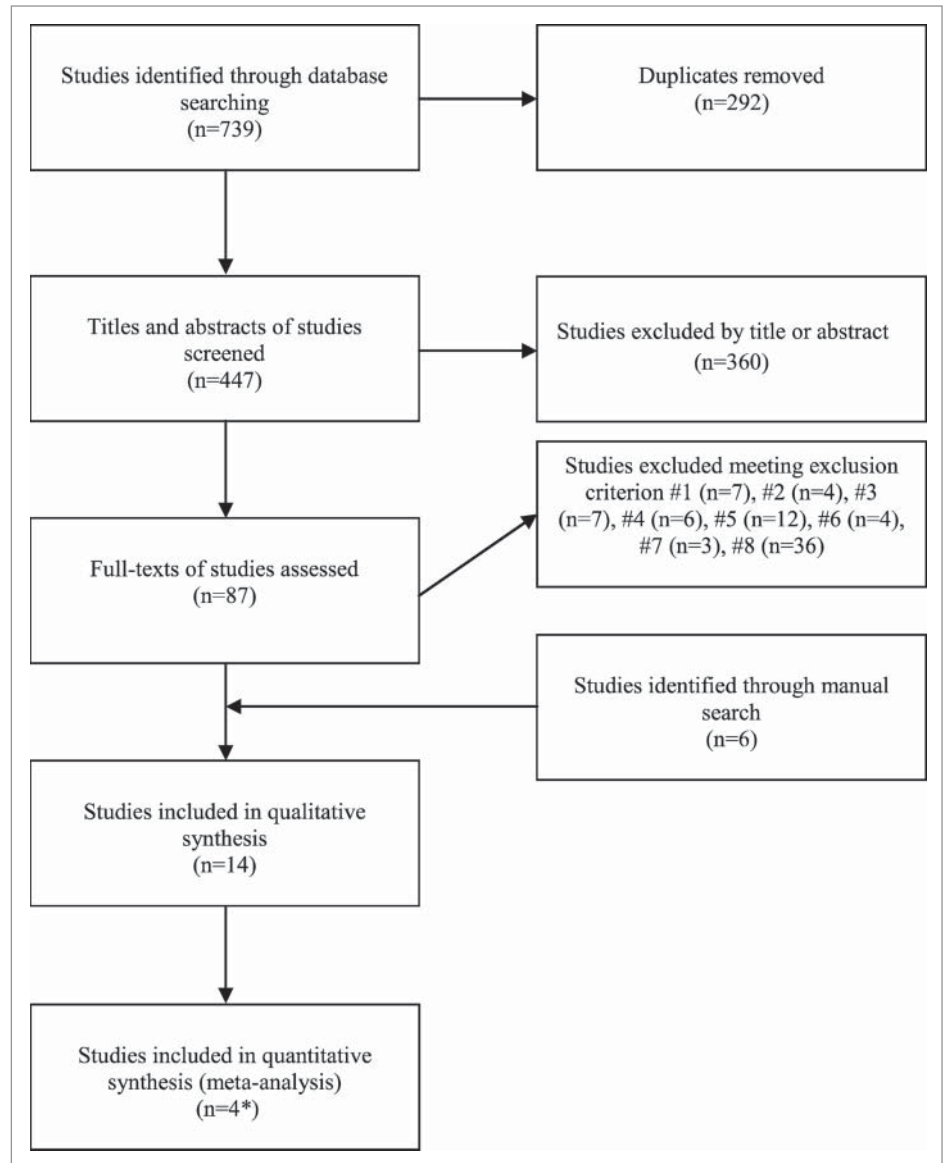 Studies identified through database
searching
(n=739)
Duplicates removed
(n=292)
Titles and abstracts of studies
screened
(n=447)
Studies excluded by title or abstract
(n=360)
Studies excluded meeting exclusion
criterion #1 (n=7), #2 (n=4), #3
(n=7), #4 (n=6), #5 (n=12), #6 (n=4),
#7 (n=3), #8 (n=36)
Full-texts of studies assessed
(n=87)
Studies identified through manual
search
(n=6)
Studies included in qualitative
synthesis
(n=14)
Studies included in quantitative
synthesis (meta-analysis)
(n=4*)